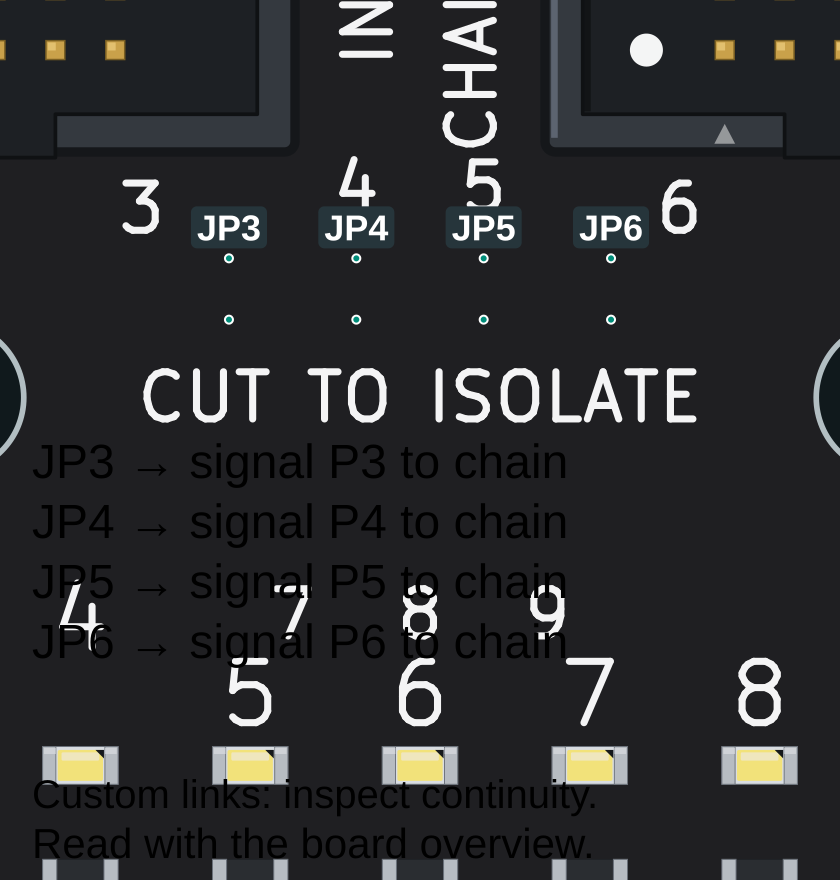 IN
CHAI
3 4 5 6
JP3 JP4 JP5 JP6
CUT TO ISOLATE
JP3 → signal P3 to chain
JP4 → signal P4 to chain
JP5 → signal P5 to chain
4 7 8 9
JP6 → signal P6 to chain
5 6 7 8
Custom links: inspect continuity.
Read with the board overview.